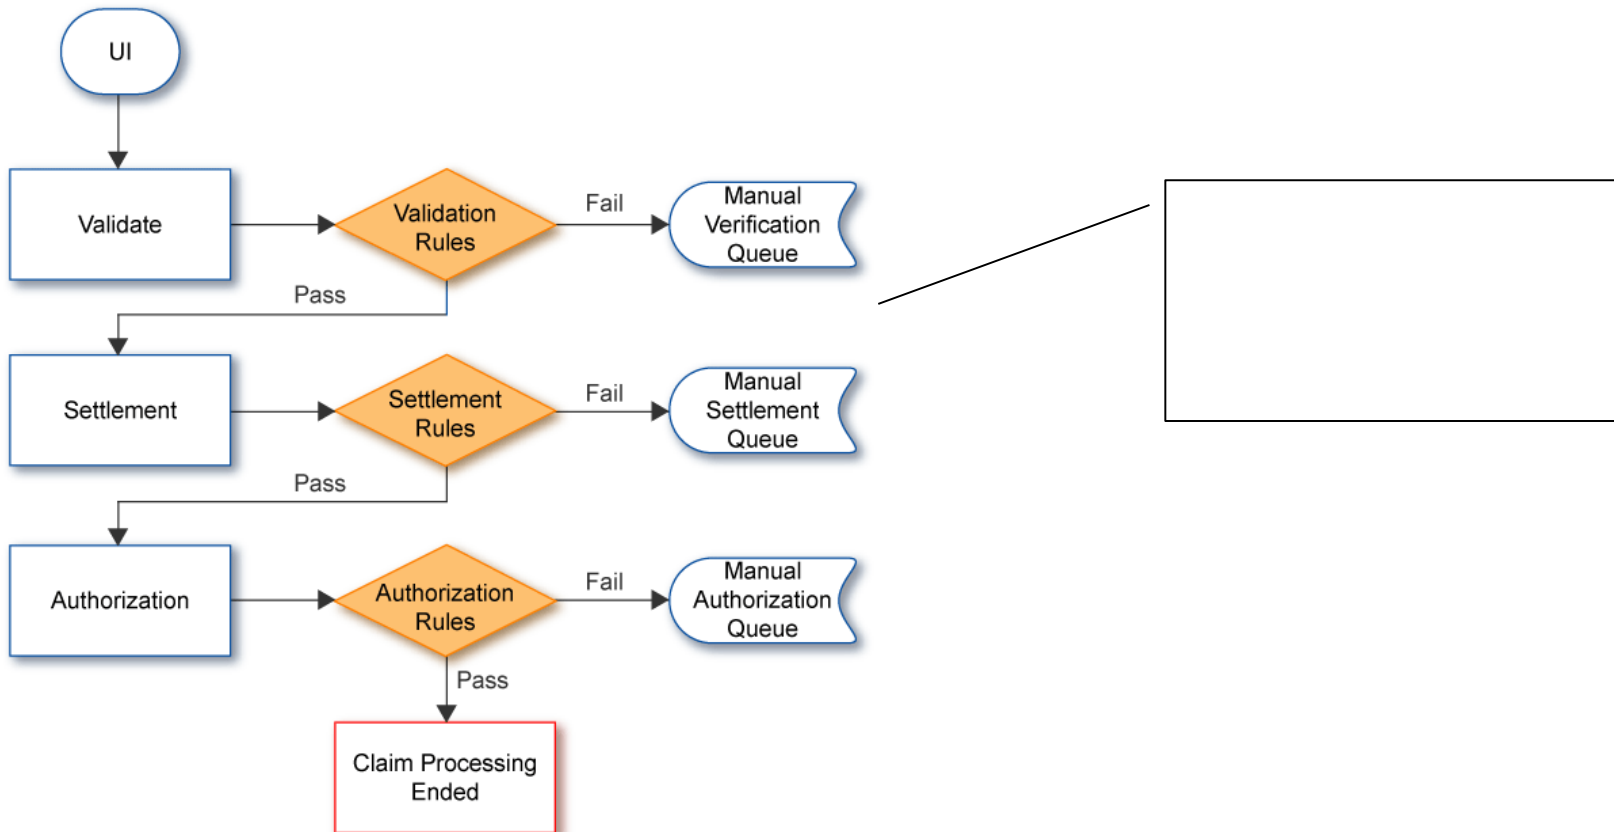 UI
Validate
Validation
Rules
Fail
Manual
Verification
Queue
Pass
Settlement
Settlement
Rules
Fail
Manual
Settlement
Queue
Pass
Authorization
Authorization
Rules
Fail
Manual
Authorization
Queue
Pass
Claim Processing
Ended